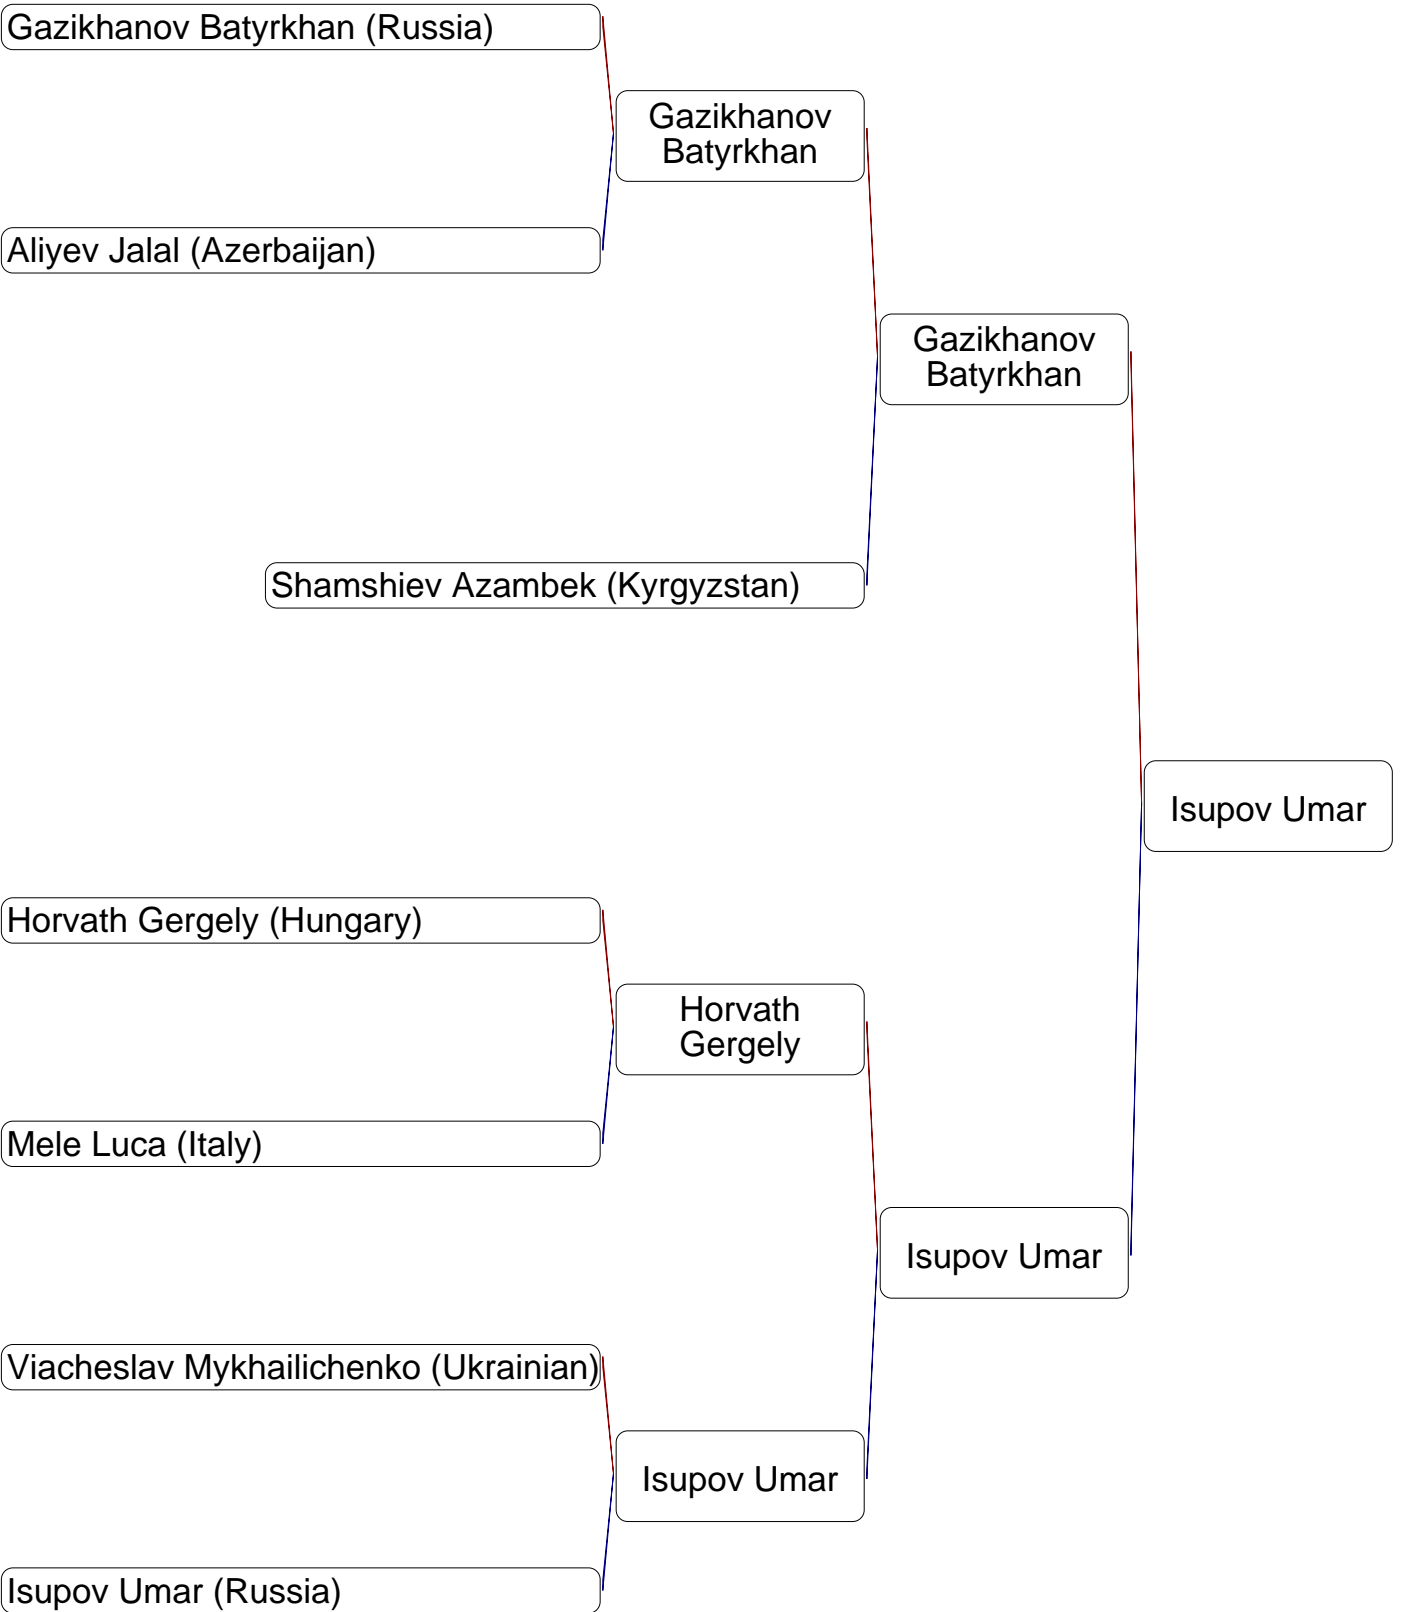 Gazikhanov Batyrkhan (Russia)
Gazikhanov
Batyrkhan
Aliyev Jalal (Azerbaijan)
Gazikhanov
Batyrkhan
Shamshiev Azambek (Kyrgyzstan)
Isupov Umar
Horvath Gergely (Hungary)
Horvath
Gergely
Mele Luca (Italy)
Isupov Umar
Viacheslav Mykhailichenko (Ukrainian)
Isupov Umar
Isupov Umar (Russia)